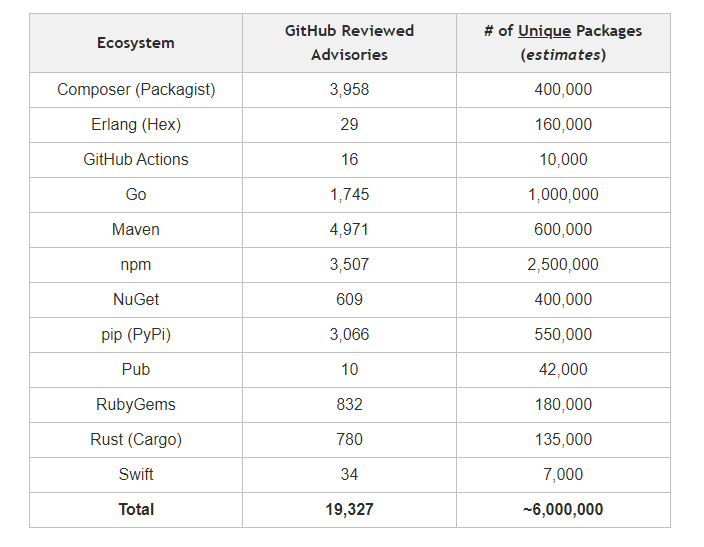 Ecosystem GitHub Reviewed Advisories # of Unique Packages (estimates)
Composer (Packagist) 3,958 400,000
Erlang (Hex) 29 160,000
GitHub Actions 16 10,000
Go 1,745 1,000,000
Maven 4,971 600,000
npm 3,507 2,500,000
NuGet 609 400,000
pip (PyPi) 3,066 550,000
Pub 10 42,000
RubyGems 832 180,000
Rust (Cargo) 780 135,000
Swift 34 7,000
Total 19,327 ~6,000,000